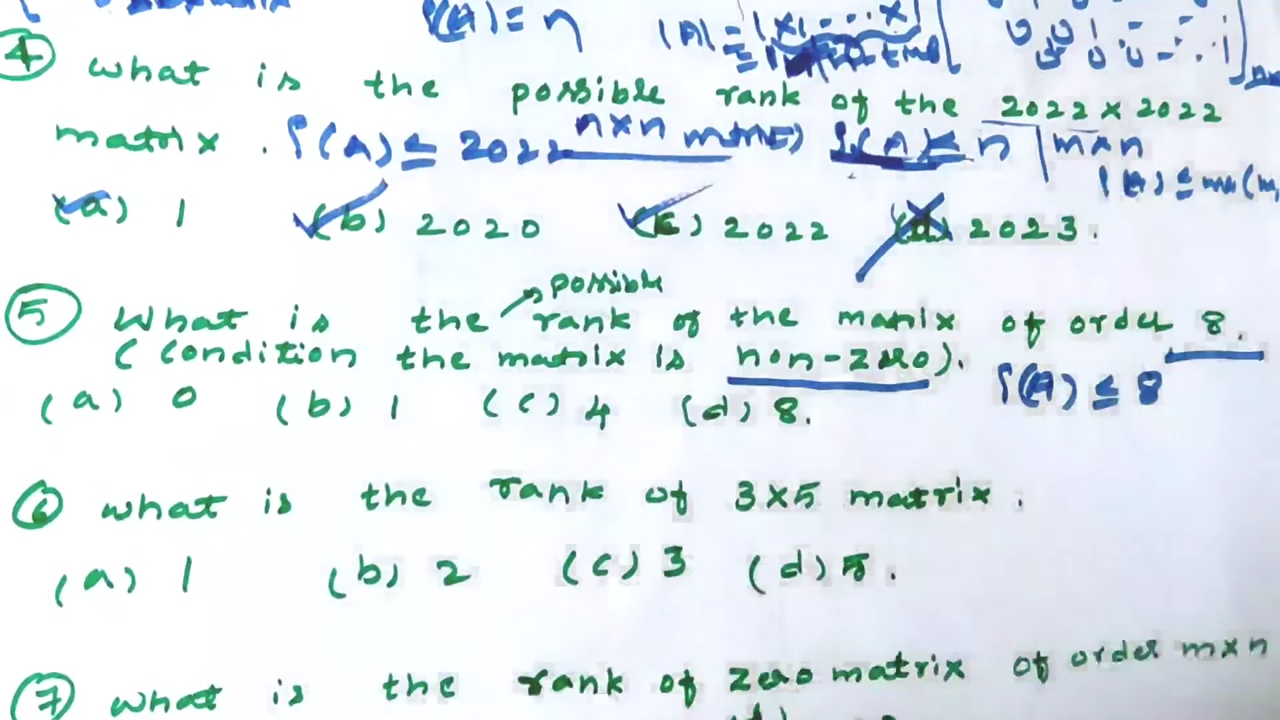 ρ(A) = n
④ What is the possible rank of the 2022 × 2022
matrix . ρ(A) ≤ 2022 n×n ρ(A) ≤ n m×n
(a) 1 (b) 2020 (c) 2022 (d) 2023.
possible
⑤ What is the rank of the matrix of order 8.
( condition the matrix is non-zero). ρ(A) ≤ 8
(a) 0 (b) 1 (c) 4 (d) 8.
⑥ what is the rank of 3×5 matrix .
(a) 1 (b) 2 (c) 3 (d) 5.
⑦ what is the rank of zero matrix of order m×n